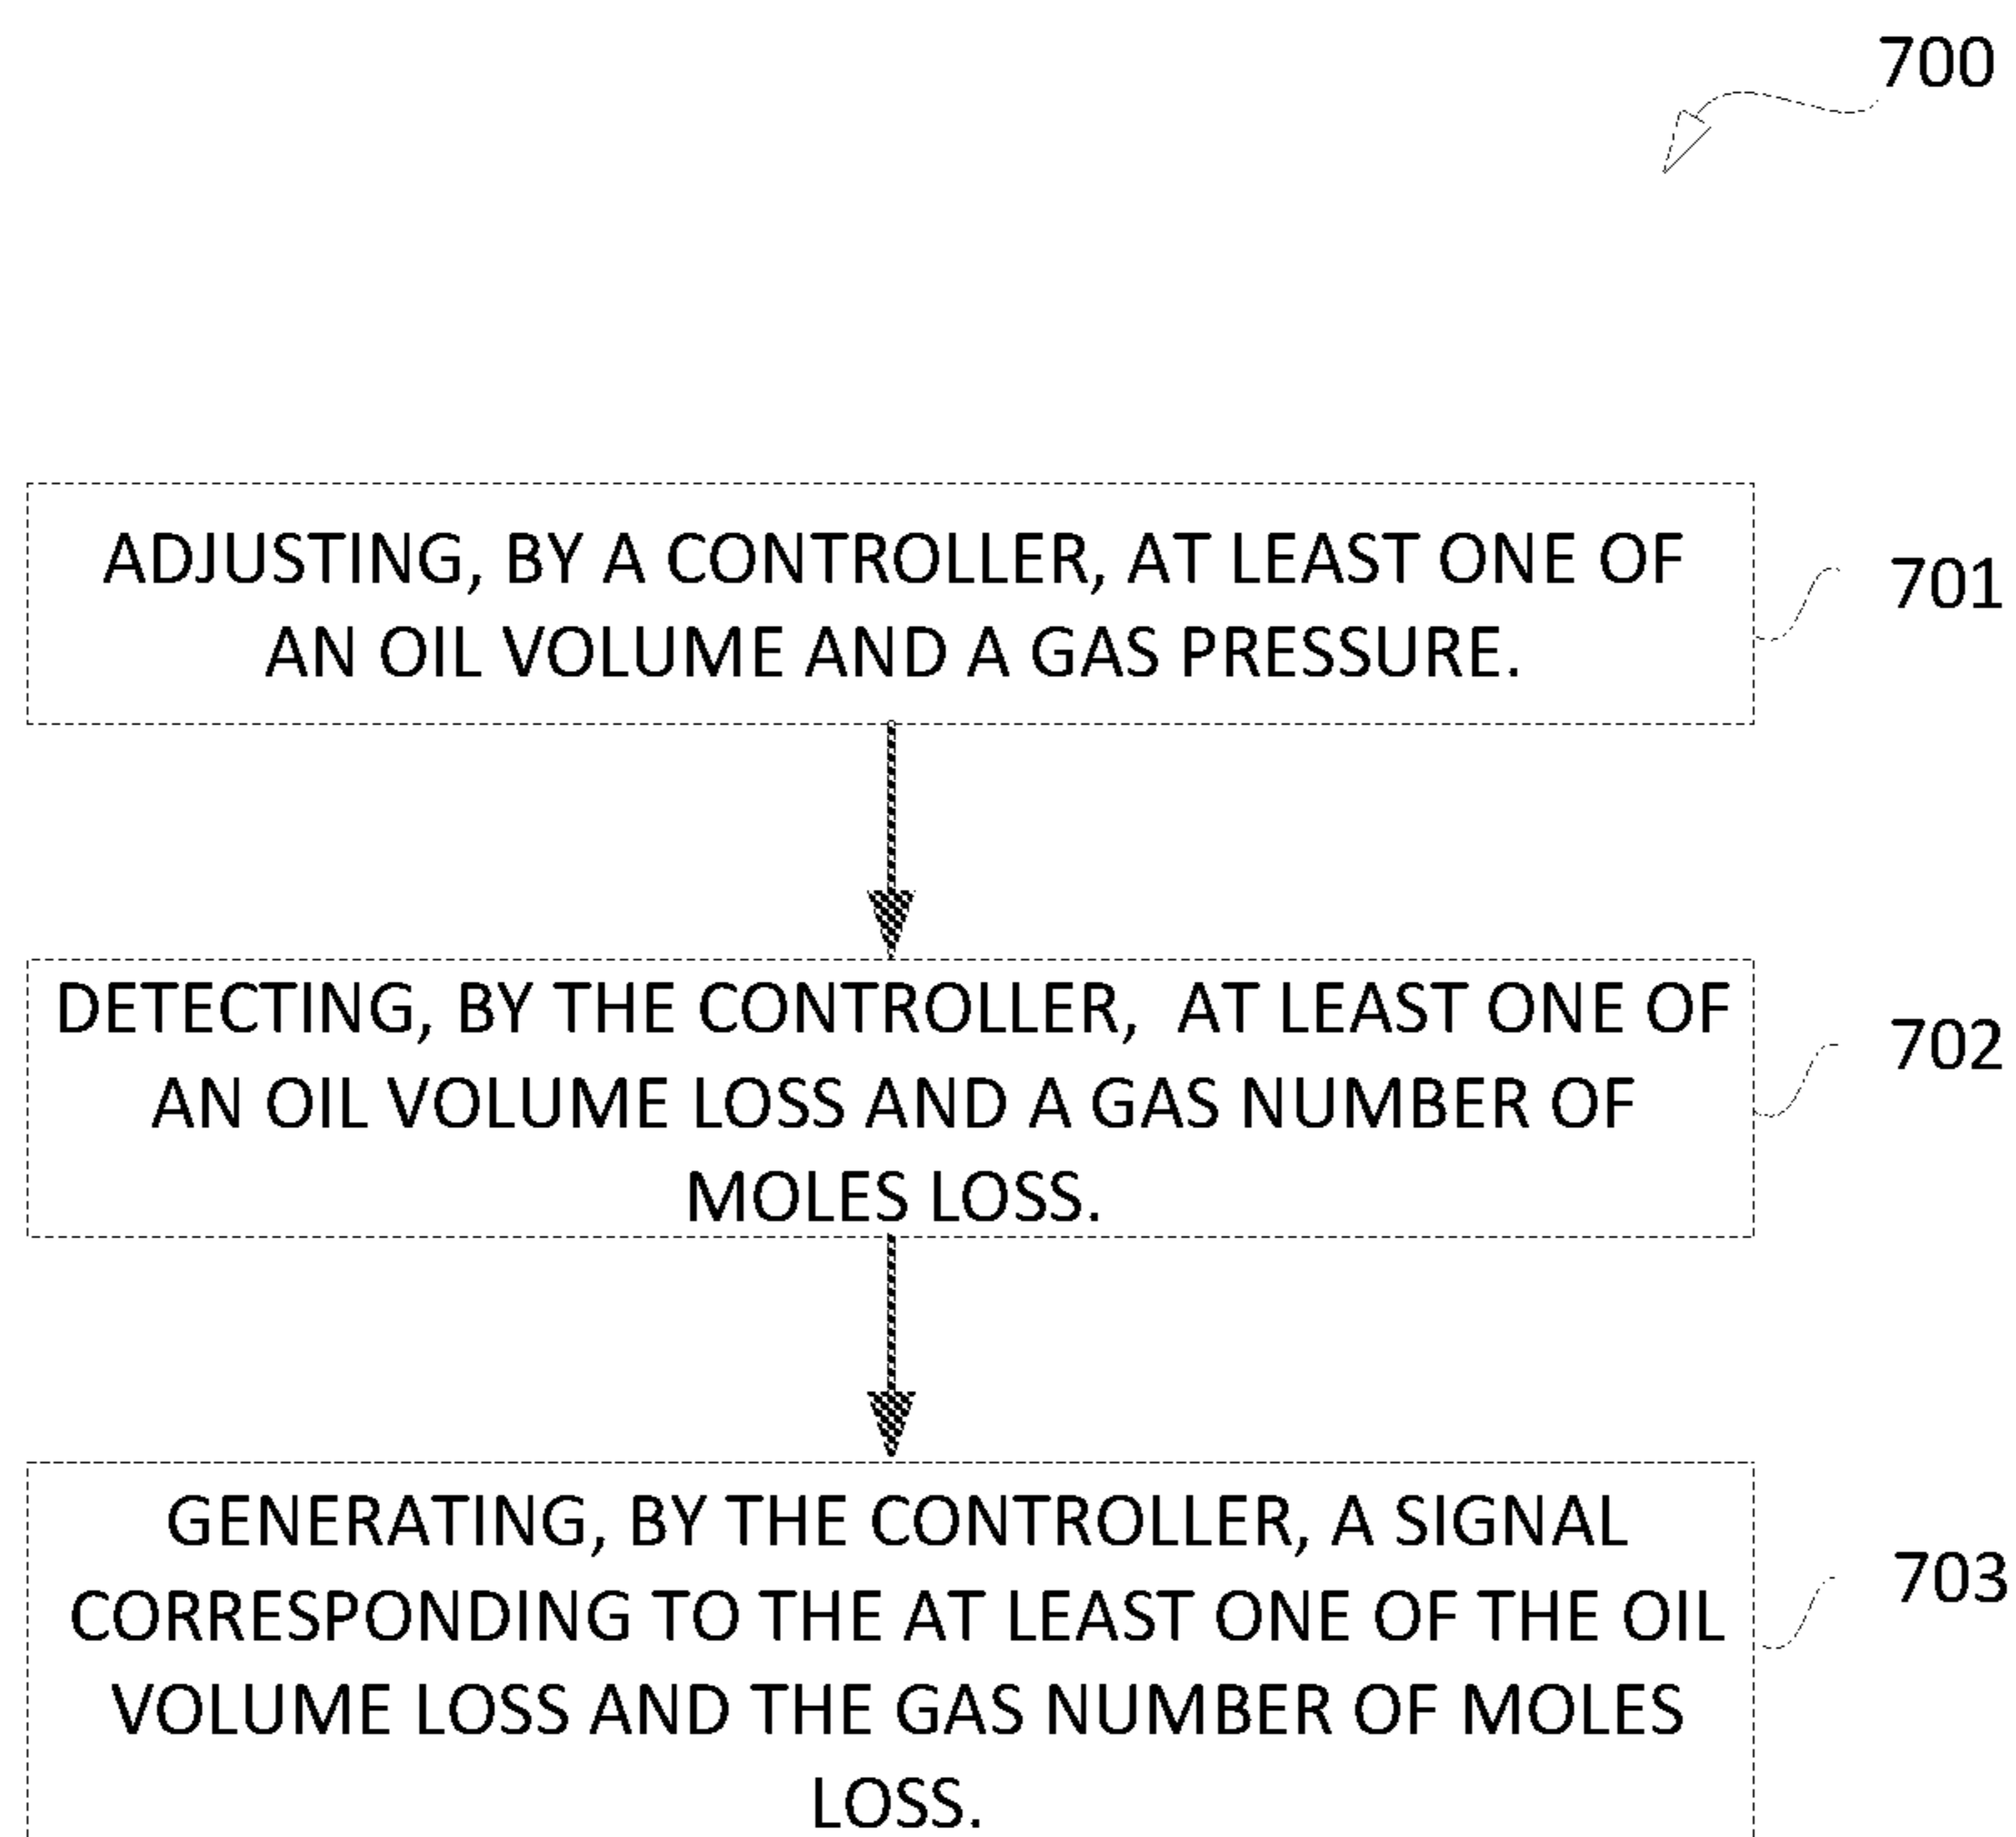 700
ADJUSTING, BY A CONTROLLER, AT LEAST ONE OF
AN OIL VOLUME AND A GAS PRESSURE.
701
DETECTING, BY THE CONTROLLER, AT LEAST ONE OF
AN OIL VOLUME LOSS AND A GAS NUMBER OF
MOLES LOSS.
702
GENERATING, BY THE CONTROLLER, A SIGNAL
CORRESPONDING TO THE AT LEAST ONE OF THE OIL
VOLUME LOSS AND THE GAS NUMBER OF MOLES
LOSS.
703